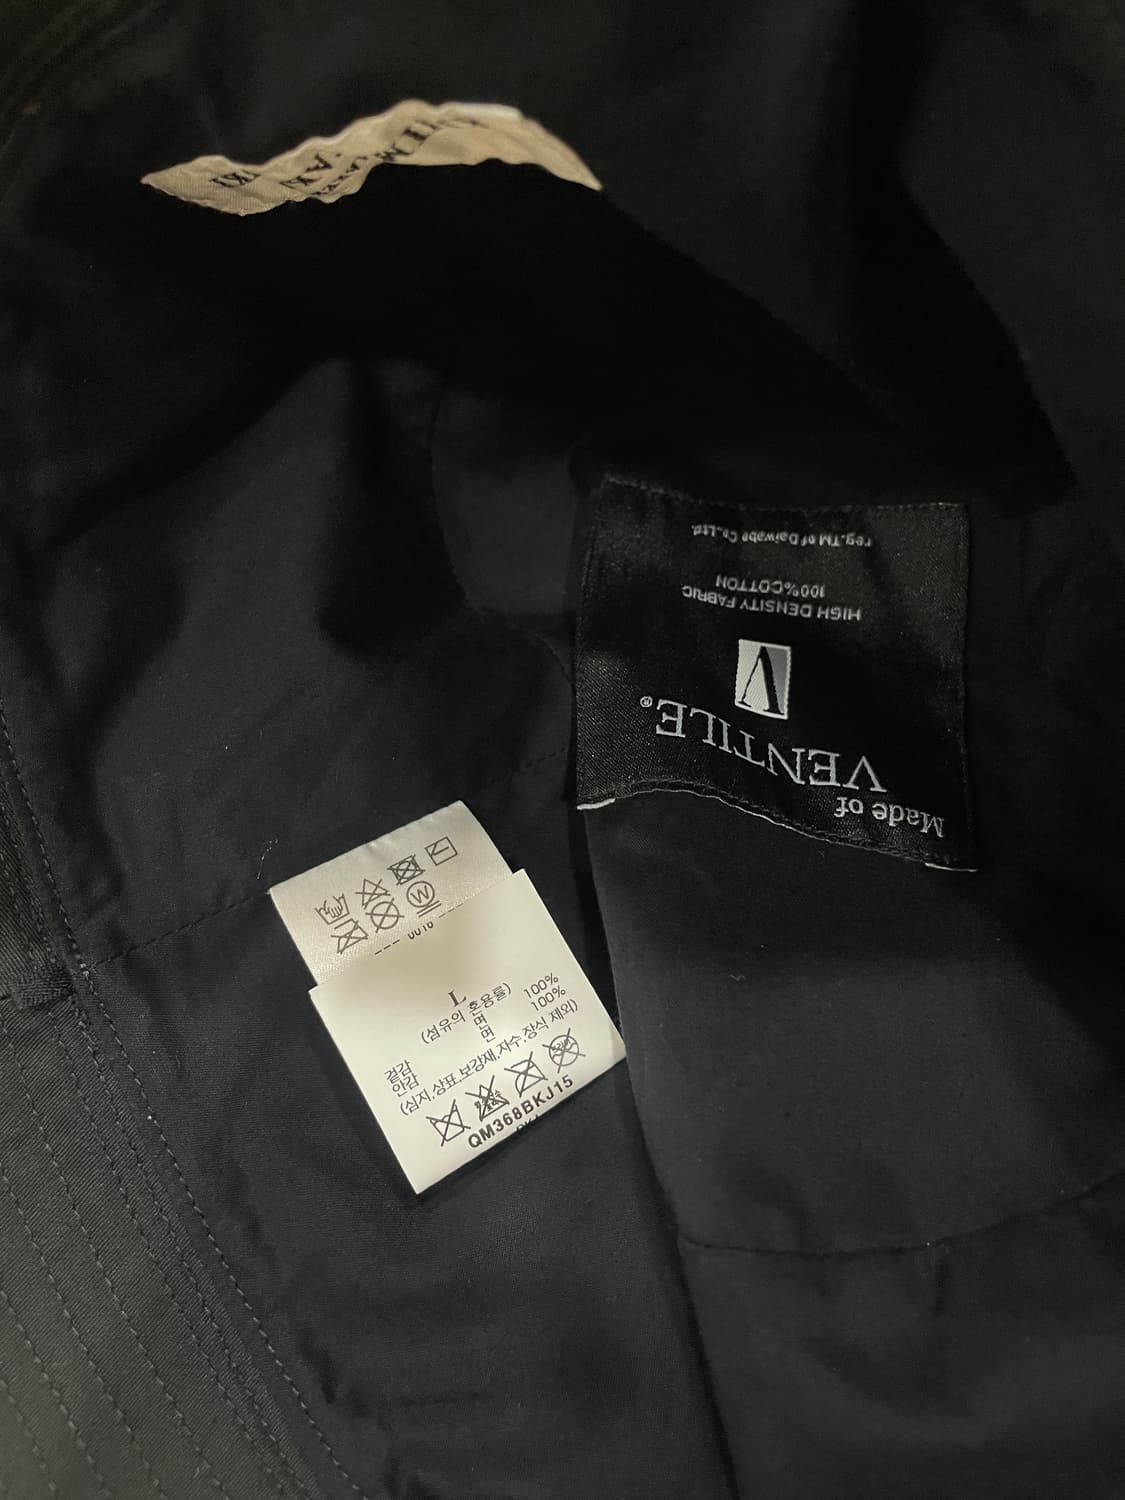 Made of
VENTILE®
V
HIGH DENSITY FABRIC
100%COTTON
reg.TM of Daiwabo Co.,Ltd.
W
L
(섬유의 혼용률)
겉감 면 100%
안감 면 100%
(심지,상표,보강재,자수,장식 제외)
QM368BKJ15